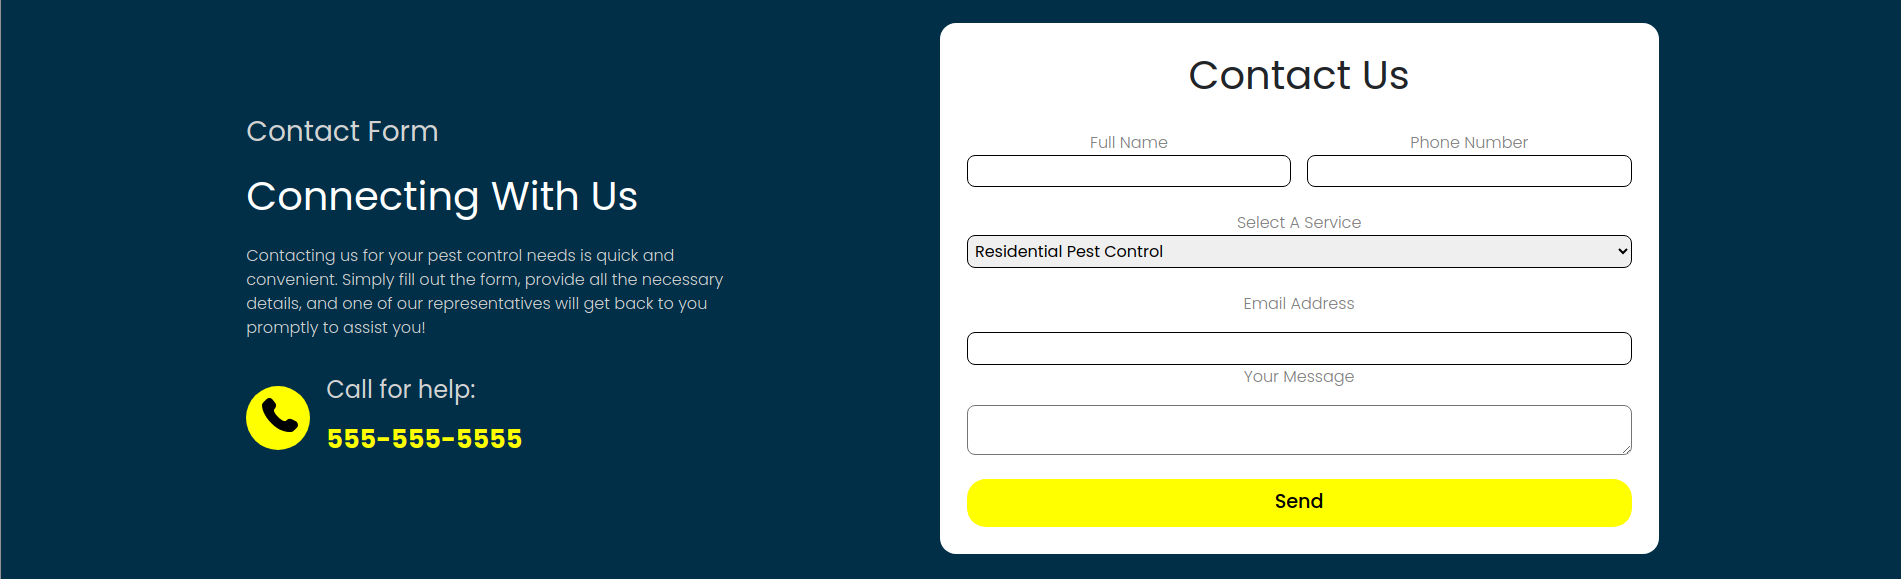 Contact Form
Connecting With Us
Contacting us for your pest control needs is quick and
convenient. Simply fill out the form, provide all the necessary
details, and one of our representatives will get back to you
promptly to assist you!
Call for help:
555-555-5555
Contact Us
Full Name
Phone Number
Select A Service
Residential Pest Control
Email Address
Your Message
Send